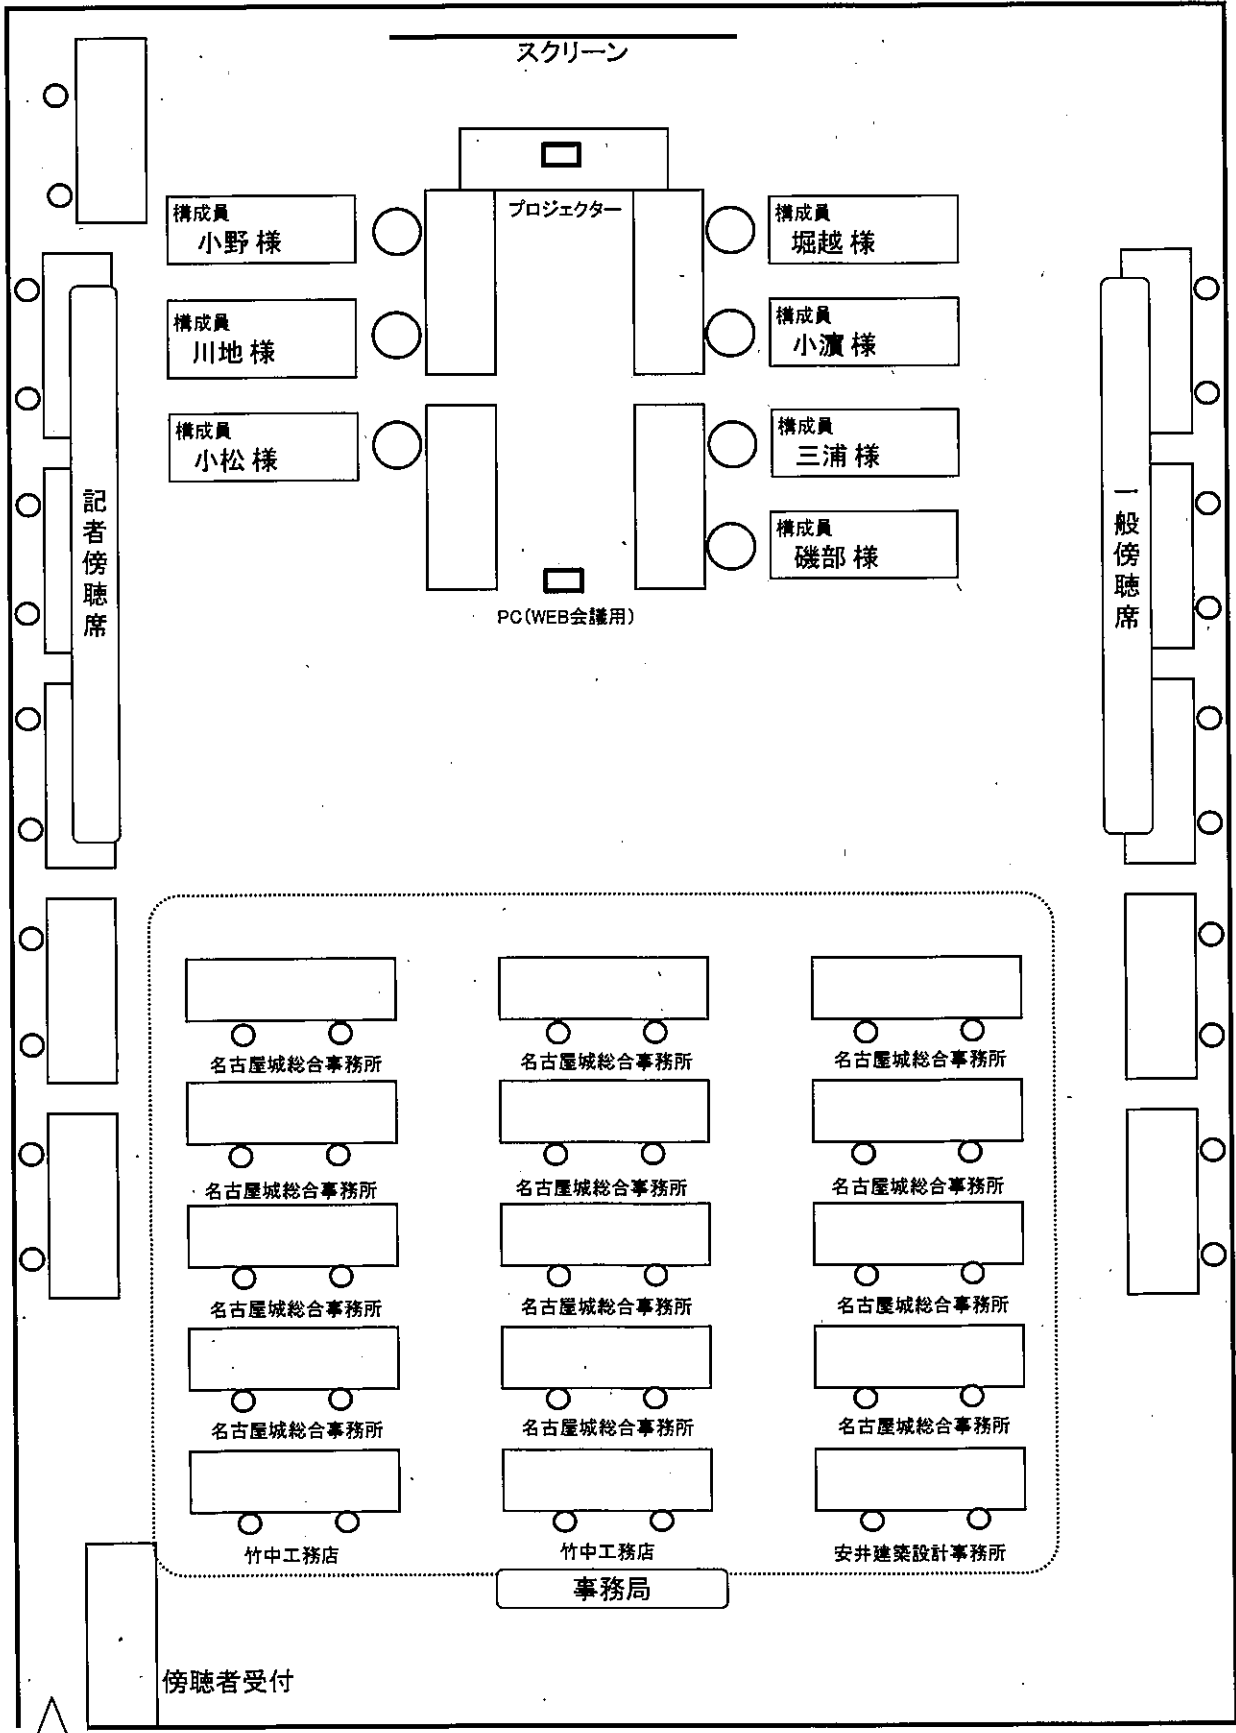 スクリーン
プロジェクター
構成員
小野 様
構成員
堀越 様
構成員
川地 様
構成員
小濵 様
構成員
小松 様
構成員
三浦 様
構成員
磯部 様
PC(WEB会議用)
記者傍聴席
一般傍聴席
名古屋城総合事務所
名古屋城総合事務所
名古屋城総合事務所
名古屋城総合事務所
名古屋城総合事務所
名古屋城総合事務所
名古屋城総合事務所
名古屋城総合事務所
名古屋城総合事務所
名古屋城総合事務所
名古屋城総合事務所
名古屋城総合事務所
竹中工務店
竹中工務店
安井建築設計事務所
事務局
傍聴者受付